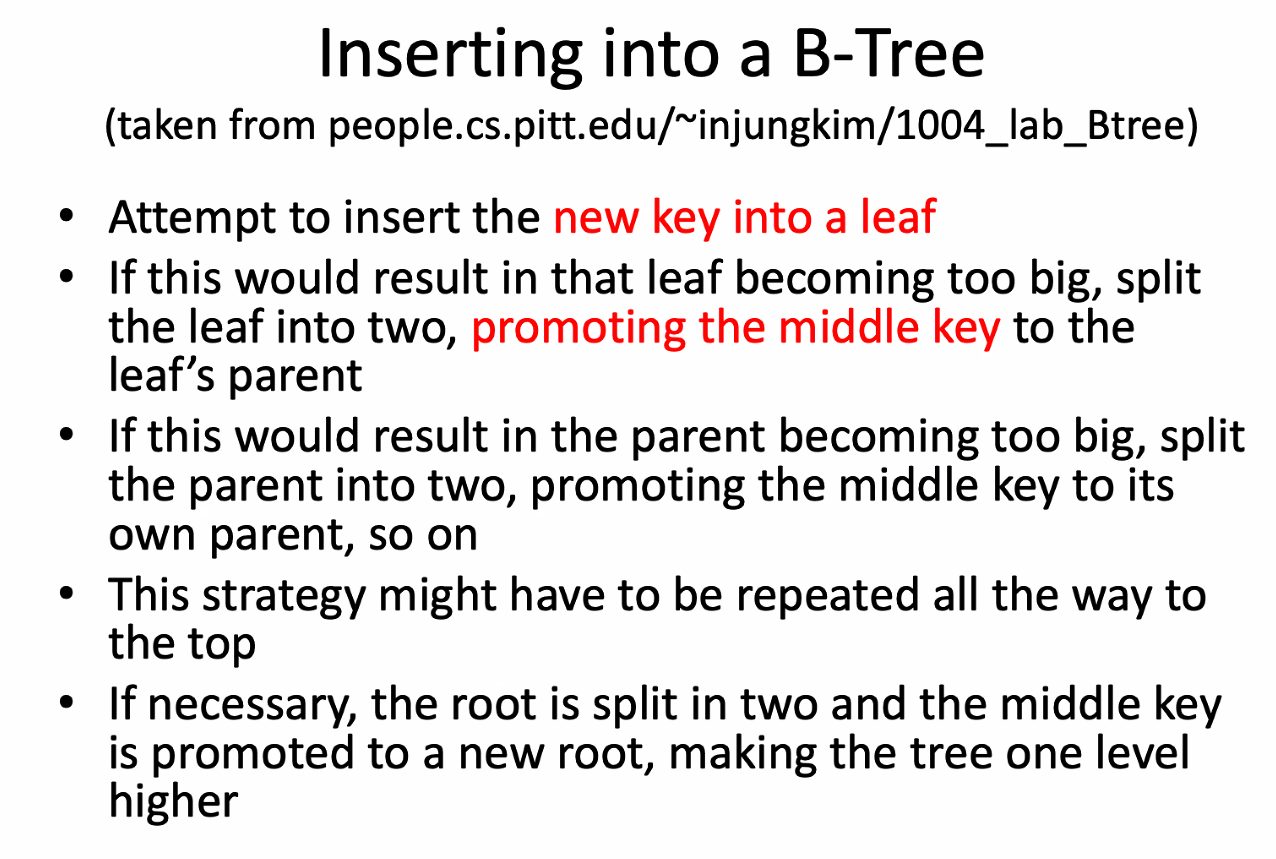 Inserting into a B-Tree
(taken from people.cs.pitt.edu/~injungkim/1004_lab_Btree)
• Attempt to insert the new key into a leaf
• If this would result in that leaf becoming too big, split
the leaf into two, promoting the middle key to the
leaf’s parent
• If this would result in the parent becoming too big, split
the parent into two, promoting the middle key to its
own parent, so on
• This strategy might have to be repeated all the way to
the top
• If necessary, the root is split in two and the middle key
is promoted to a new root, making the tree one level
higher